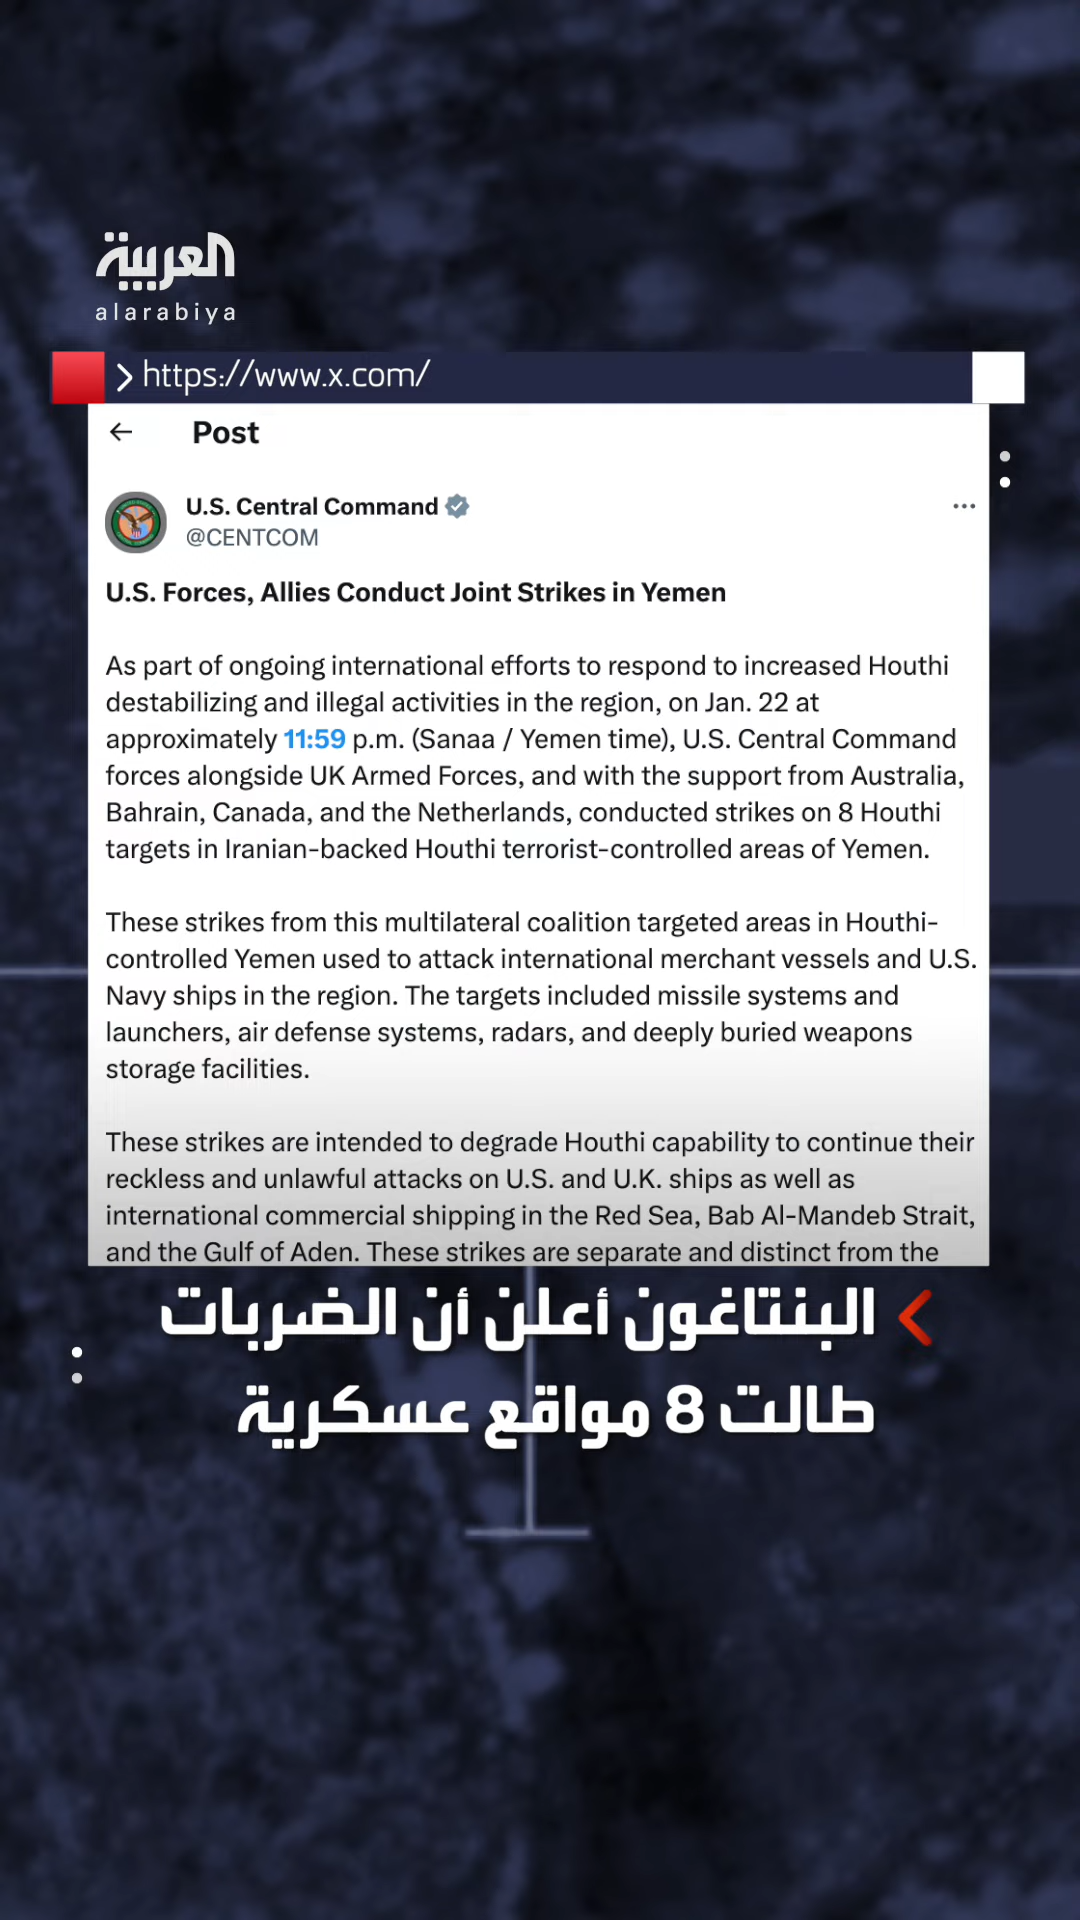 العربية
alarabiya
https://www.x.com/
Post
U.S. Central Command
@CENTCOM
U.S. Forces, Allies Conduct Joint Strikes in Yemen
As part of ongoing international efforts to respond to increased Houthi
destabilizing and illegal activities in the region, on Jan. 22 at
approximately 11:59 p.m. (Sanaa / Yemen time), U.S. Central Command
forces alongside UK Armed Forces, and with the support from Australia,
Bahrain, Canada, and the Netherlands, conducted strikes on 8 Houthi
targets in Iranian-backed Houthi terrorist-controlled areas of Yemen.
These strikes from this multilateral coalition targeted areas in Houthi-
controlled Yemen used to attack international merchant vessels and U.S.
Navy ships in the region. The targets included missile systems and
launchers, air defense systems, radars, and deeply buried weapons
storage facilities.
These strikes are intended to degrade Houthi capability to continue their
reckless and unlawful attacks on U.S. and U.K. ships as well as
international commercial shipping in the Red Sea, Bab Al-Mandeb Strait,
and the Gulf of Aden. These strikes are separate and distinct from the
البنتاغون أعلن أن الضربات
طالت 8 مواقع عسكرية